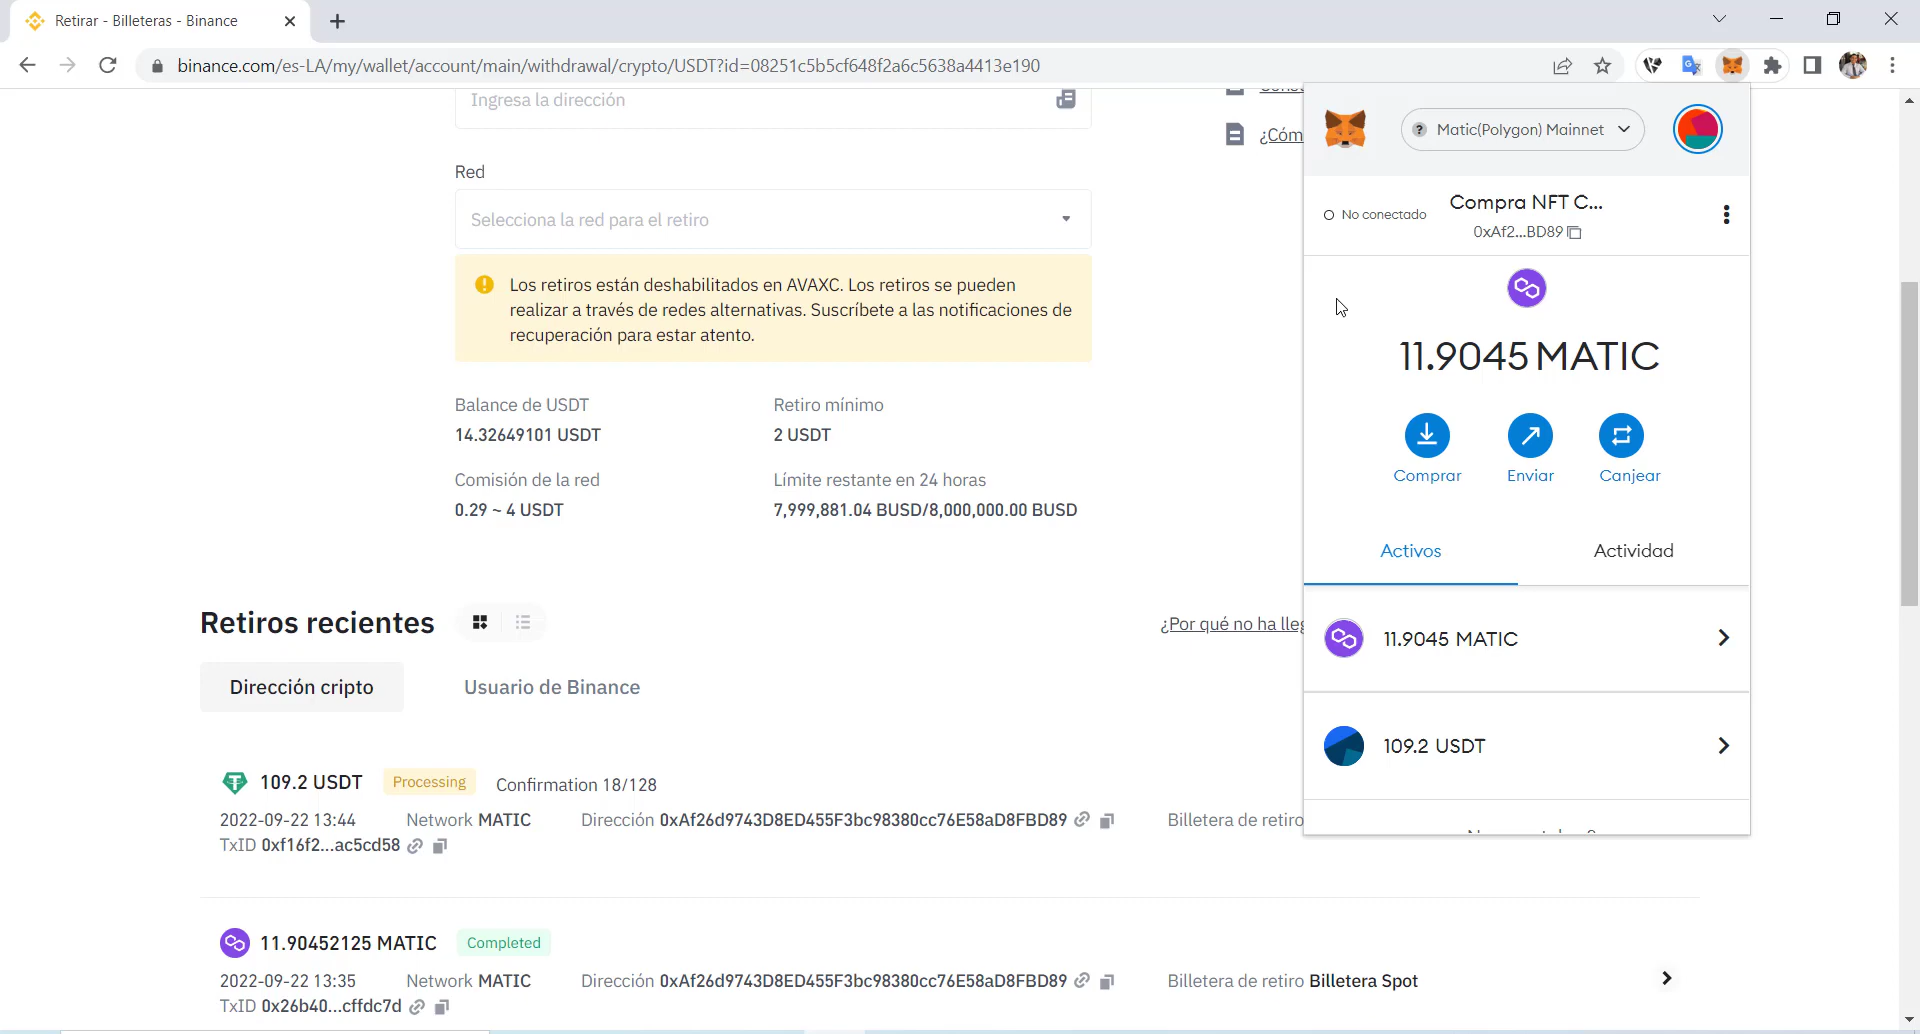 Retirar - Billeteras - Binance
binance.com/es-LA/my/wallet/account/main/withdrawal/crypto/USDT?id=08251c5b5cf648f2a6c5638a4413e190
Ingresa la dirección
¿Cóm
Red
Selecciona la red para el retiro
Los retiros están deshabilitados en AVAXC. Los retiros se pueden
realizar a través de redes alternativas. Suscríbete a las notificaciones de
recuperación para estar atento.
Balance de USDT
14.32649101 USDT
Retiro mínimo
2 USDT
Comisión de la red
0.29 ~ 4 USDT
Límite restante en 24 horas
7,999,881.04 BUSD/8,000,000.00 BUSD
Retiros recientes
¿Por qué no ha lleg
Dirección cripto
Usuario de Binance
109.2 USDT Processing Confirmation 18/128
2022-09-22 13:44 Network MATIC Dirección 0xAf26d9743D8ED455F3bc98380cc76E58aD8FBD89 Billetera de retiro
TxID 0xf16f2...ac5cd58
11.90452125 MATIC Completed
2022-09-22 13:35 Network MATIC Dirección 0xAf26d9743D8ED455F3bc98380cc76E58aD8FBD89 Billetera de retiro Billetera Spot
TxID 0x26b40...cffdc7d
Matic(Polygon) Mainnet
No conectado
Compra NFT C...
0xAf2...BD89
11.9045 MATIC
Comprar
Enviar
Canjear
Activos
Actividad
11.9045 MATIC
109.2 USDT